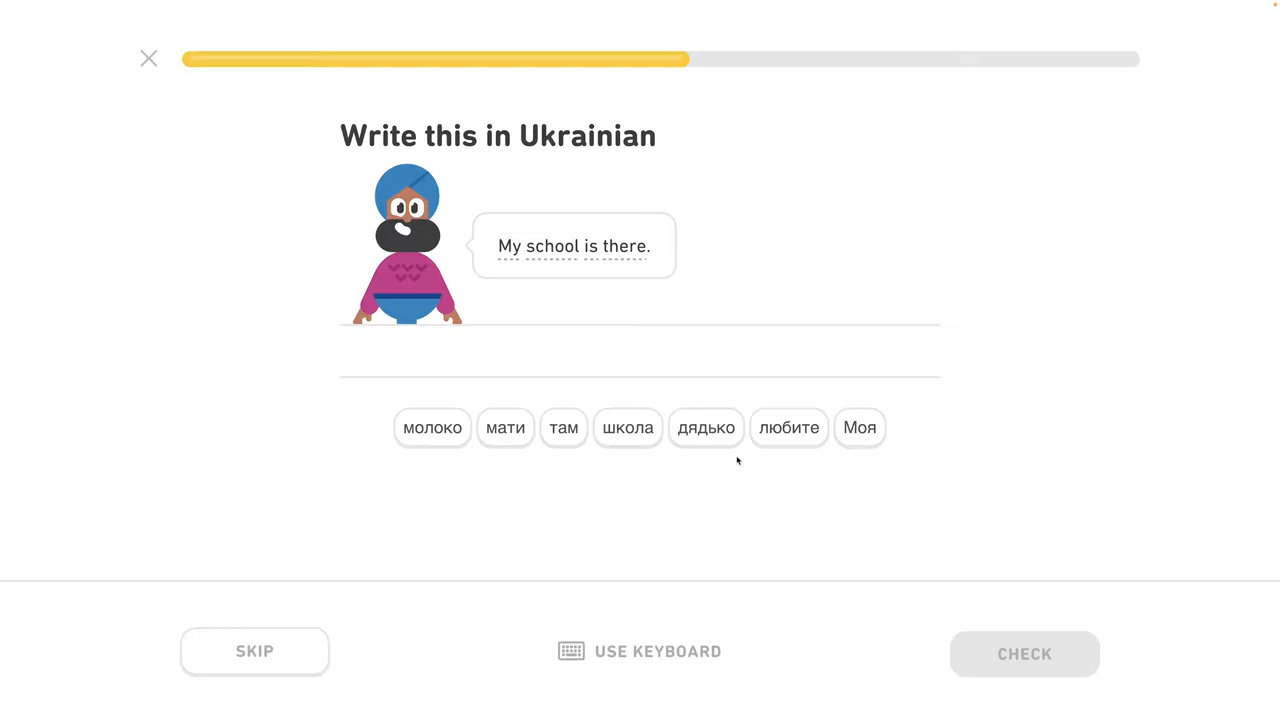 Write this in Ukrainian
My school is there.
молоко мати там школа дядько любите Моя
SKIP USE KEYBOARD CHECK